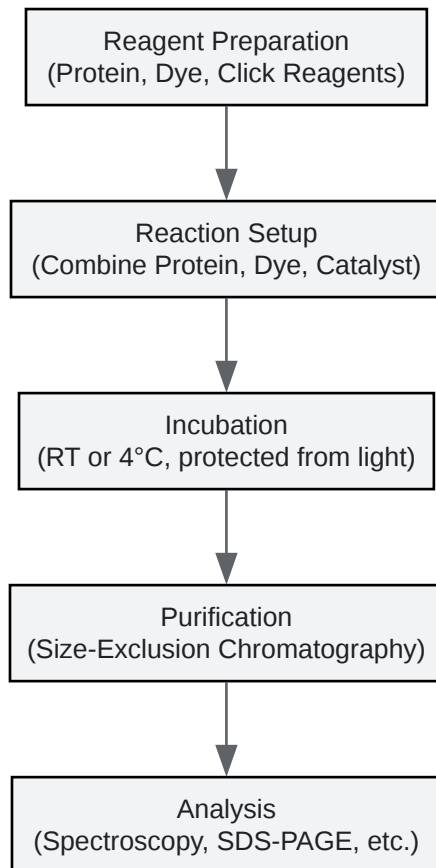 Reagent Preparation
(Protein, Dye, Click Reagents)
Reaction Setup
(Combine Protein, Dye, Catalyst)
Incubation
(RT or 4°C, protected from light)
Purification
(Size-Exclusion Chromatography)
Analysis
(Spectroscopy, SDS-PAGE, etc.)